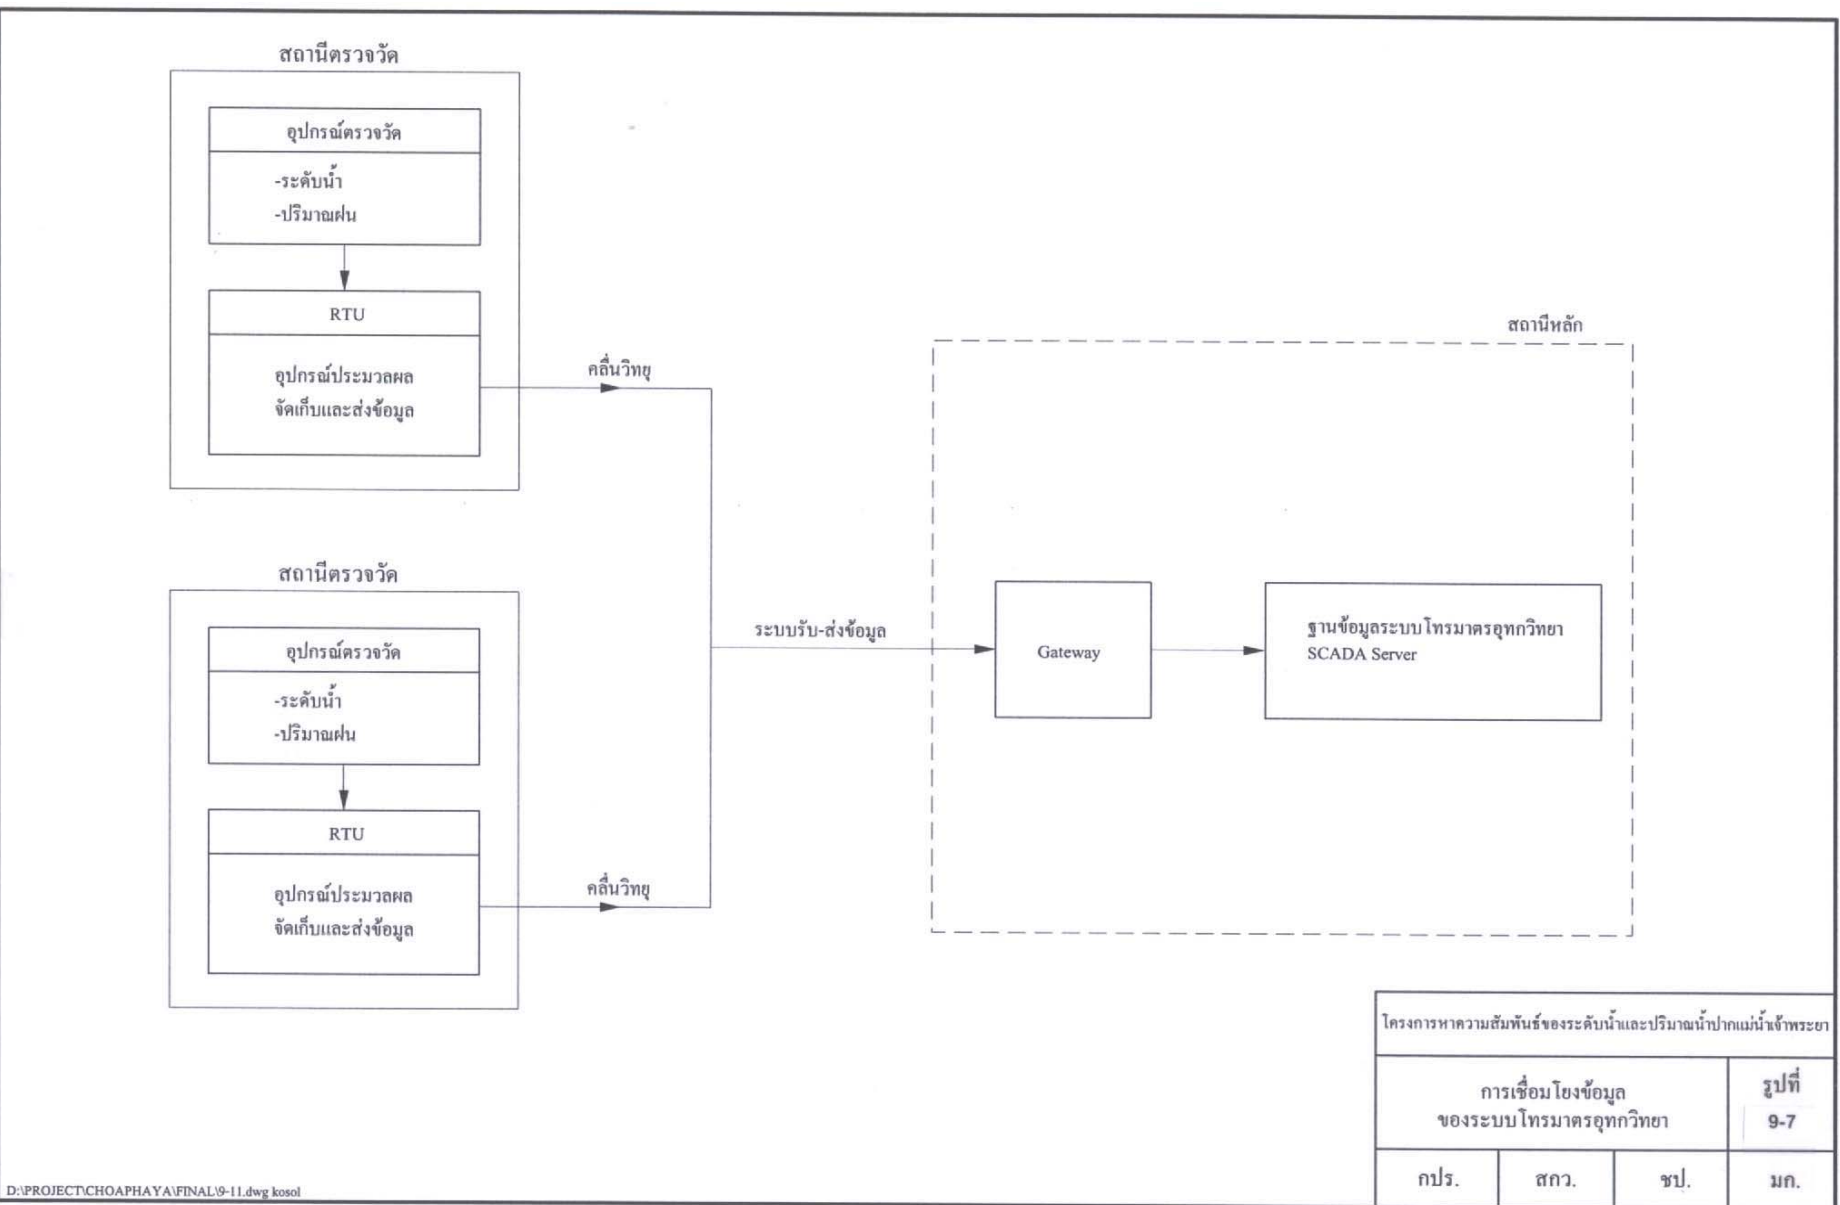 สถานีตรวจวัด
อุปกรณ์ตรวจวัด
-ระดับน้ำ
-ปริมาณฝน
RTU
อุปกรณ์ประมวลผล
จัดเก็บและส่งข้อมูล
คลื่นวิทยุ
สถานีหลัก
สถานีตรวจวัด
อุปกรณ์ตรวจวัด
-ระดับน้ำ
-ปริมาณฝน
RTU
อุปกรณ์ประมวลผล
จัดเก็บและส่งข้อมูล
คลื่นวิทยุ
ระบบรับ-ส่งข้อมูล
Gateway
ฐานข้อมูลระบบโทรมาตรอุทกวิทยา
SCADA Server
โครงการหาความสัมพันธ์ของระดับน้ำและปริมาณน้ำปากแม่น้ำเจ้าพระยา
การเชื่อมโยงข้อมูล
ของระบบโทรมาตรอุทกวิทยา
รูปที่
9-7
กปร.
สกว.
ชป.
มก.
D:\PROJECT\CHOAPHAYA\FINAL\9-11.dwg kosol